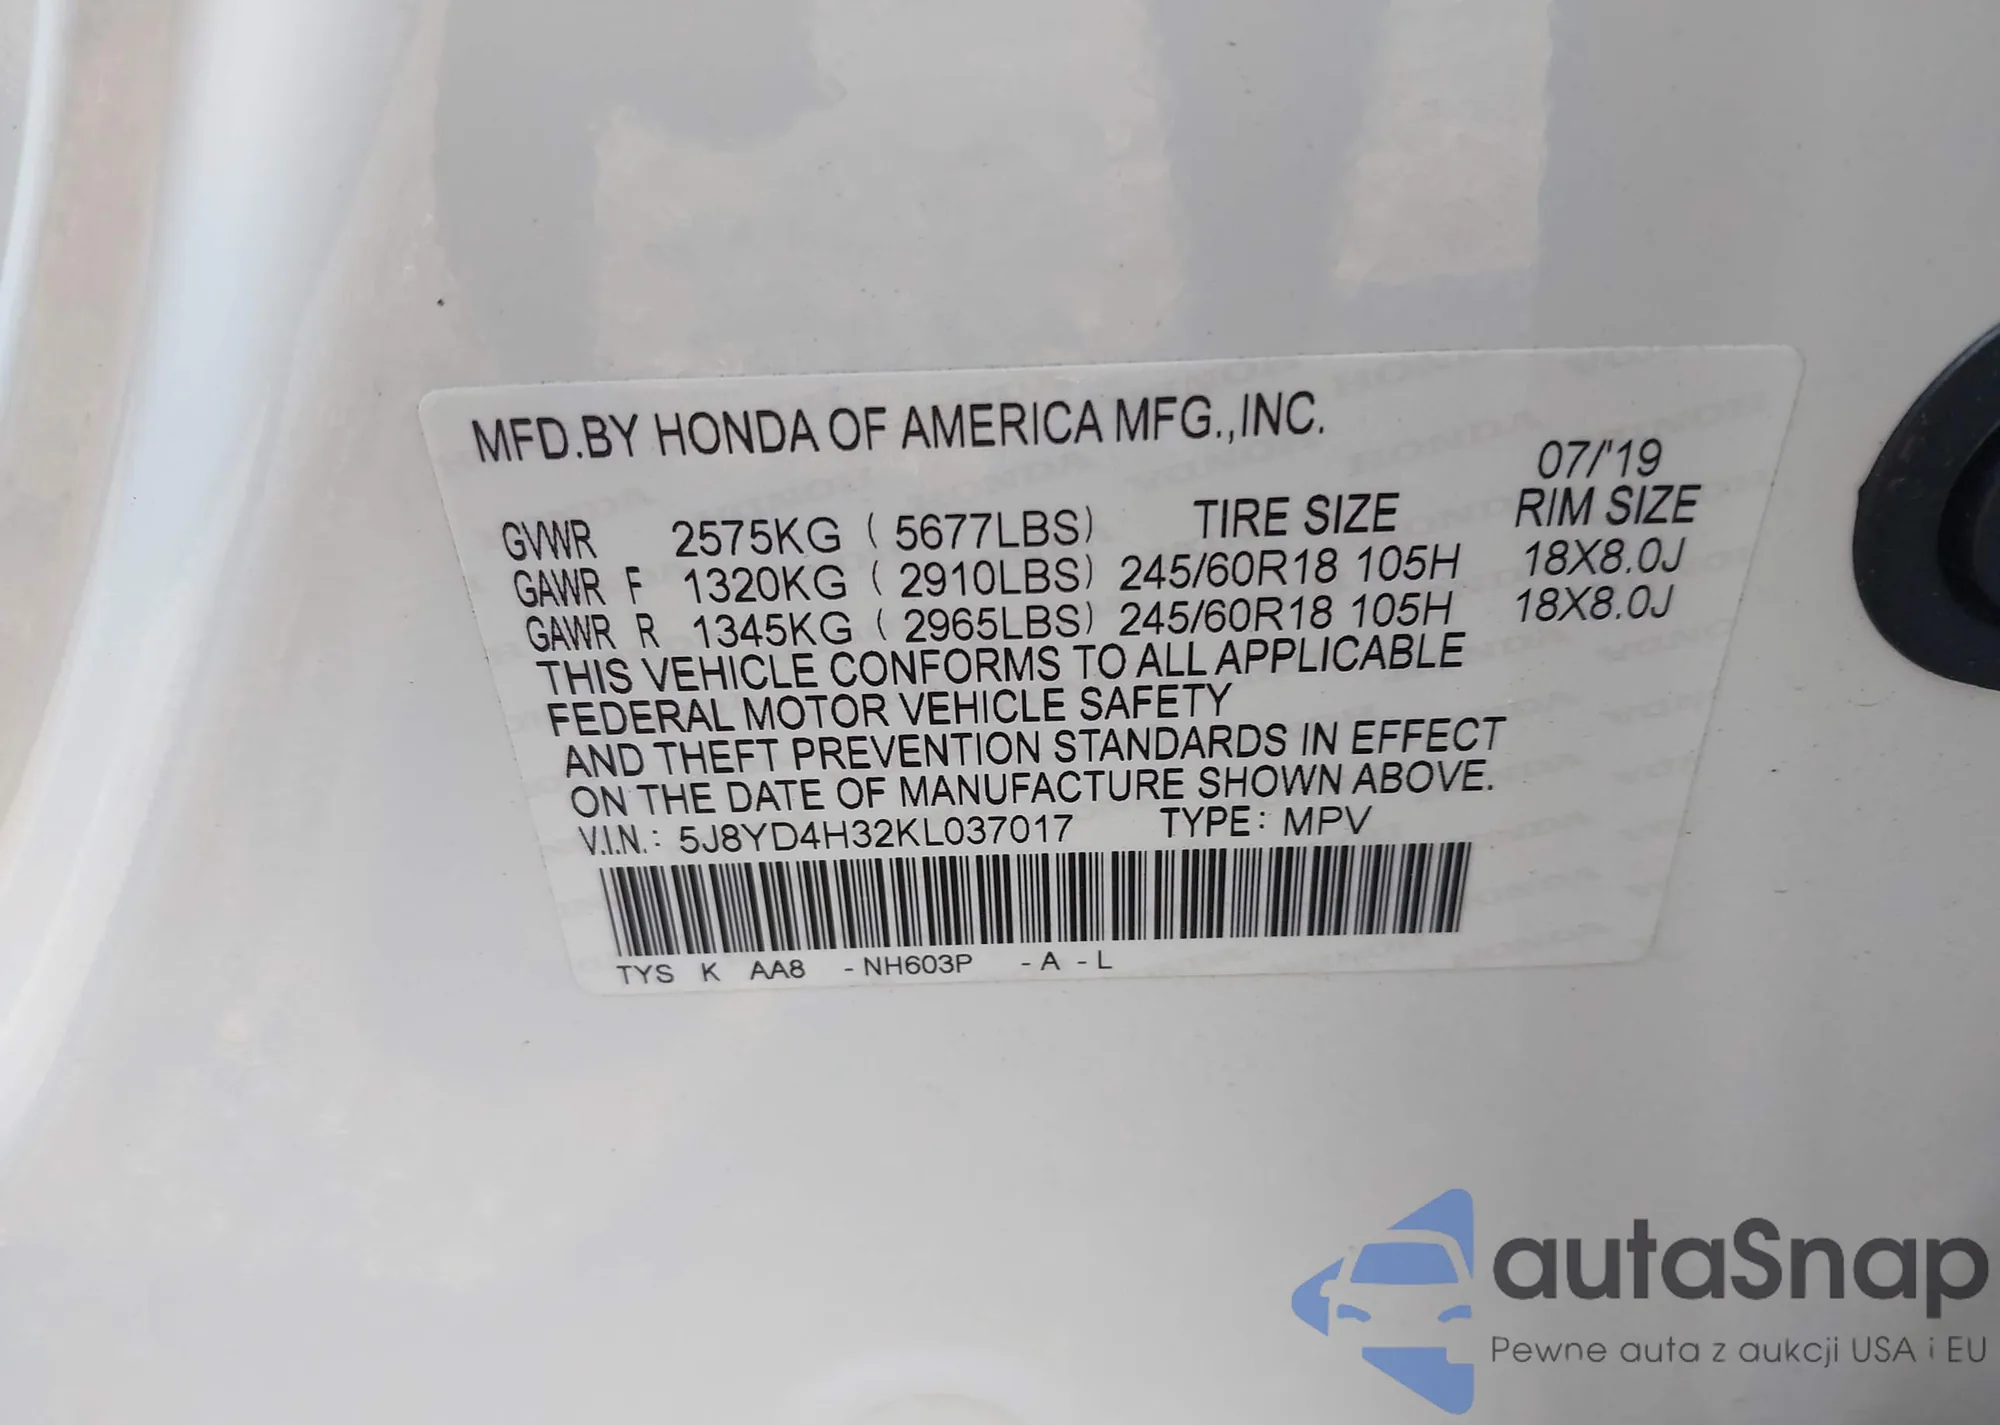 MFD.BY HONDA OF AMERICA MFG.,INC.
07/'19
GVWR 2575KG ( 5677LBS) TIRE SIZE RIM SIZE
GAWR F 1320KG ( 2910LBS) 245/60R18 105H 18X8.0J
GAWR R 1345KG ( 2965LBS) 245/60R18 105H 18X8.0J
THIS VEHICLE CONFORMS TO ALL APPLICABLE
FEDERAL MOTOR VEHICLE SAFETY
AND THEFT PREVENTION STANDARDS IN EFFECT
ON THE DATE OF MANUFACTURE SHOWN ABOVE.
V.I.N.: 5J8YD4H32KL037017 TYPE: MPV
TYS K AA8 -NH603P -A -L
autaSnap
Pewne auta z aukcji USA i EU